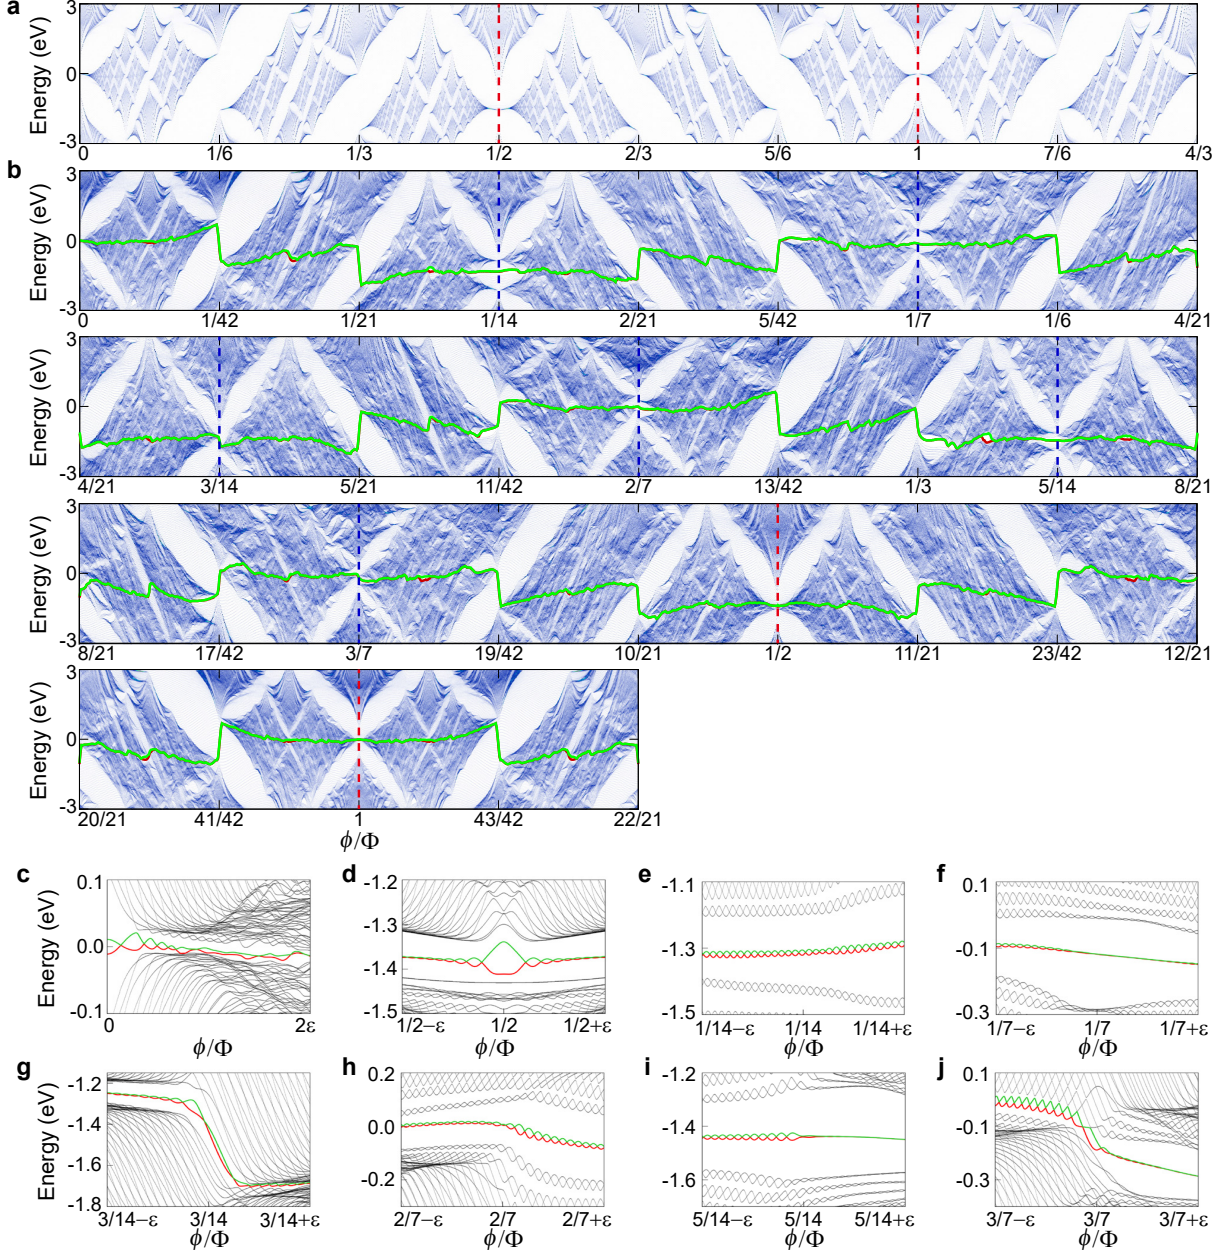 a
Energy (eV)
3
0
-3
0 1/6 1/3 1/2 2/3 5/6 1 7/6 4/3
b
Energy (eV)
3
0
-3
0 1/42 1/21 1/14 2/21 5/42 1/7 1/6 4/21
Energy (eV)
3
0
-3
4/21 3/14 5/21 11/42 2/7 13/42 1/3 5/14 8/21
Energy (eV)
3
0
-3
8/21 17/42 3/7 19/42 10/21 1/2 11/21 23/42 12/21
Energy (eV)
3
0
-3
20/21 41/42 1 43/42 22/21
ϕ/Φ
c
Energy (eV)
0.1
0.0
-0.1
0 2ε
ϕ/Φ
d
-1.2
-1.3
-1.4
-1.5
1/2−ε 1/2 1/2+ε
ϕ/Φ
e
-1.1
-1.3
-1.5
1/14−ε 1/14 1/14+ε
ϕ/Φ
f
0.1
-0.1
-0.3
1/7−ε 1/7 1/7+ε
ϕ/Φ
g
Energy (eV)
-1.2
-1.4
-1.6
-1.8
3/14−ε 3/14 3/14+ε
ϕ/Φ
h
0.2
0.0
-0.2
2/7−ε 2/7 2/7+ε
ϕ/Φ
i
-1.2
-1.4
-1.6
5/14−ε 5/14 5/14+ε
ϕ/Φ
j
0.1
-0.1
-0.3
3/7−ε 3/7 3/7+ε
ϕ/Φ